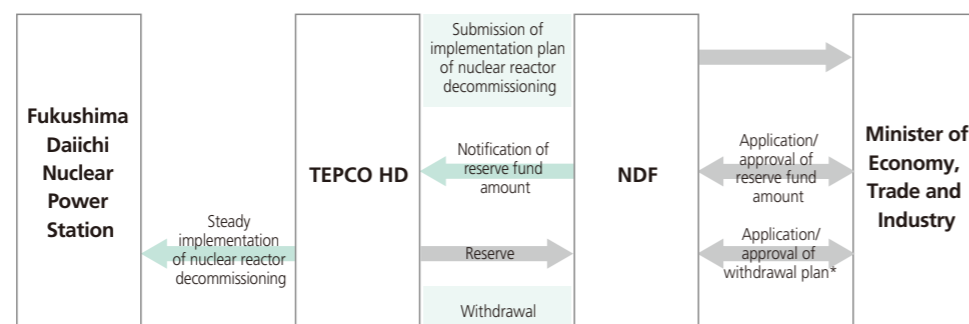 Fukushima
Daiichi
Nuclear
Power
Station
Steady
implementation
of nuclear reactor
decommissioning
TEPCO HD
Submission of
implementation plan
of nuclear reactor
decommissioning
Notification of
reserve fund
amount
Reserve
Withdrawal
NDF
Application/
approval of
reserve fund
amount
Application/
approval of
withdrawal plan*
Minister of
Economy,
Trade and
Industry